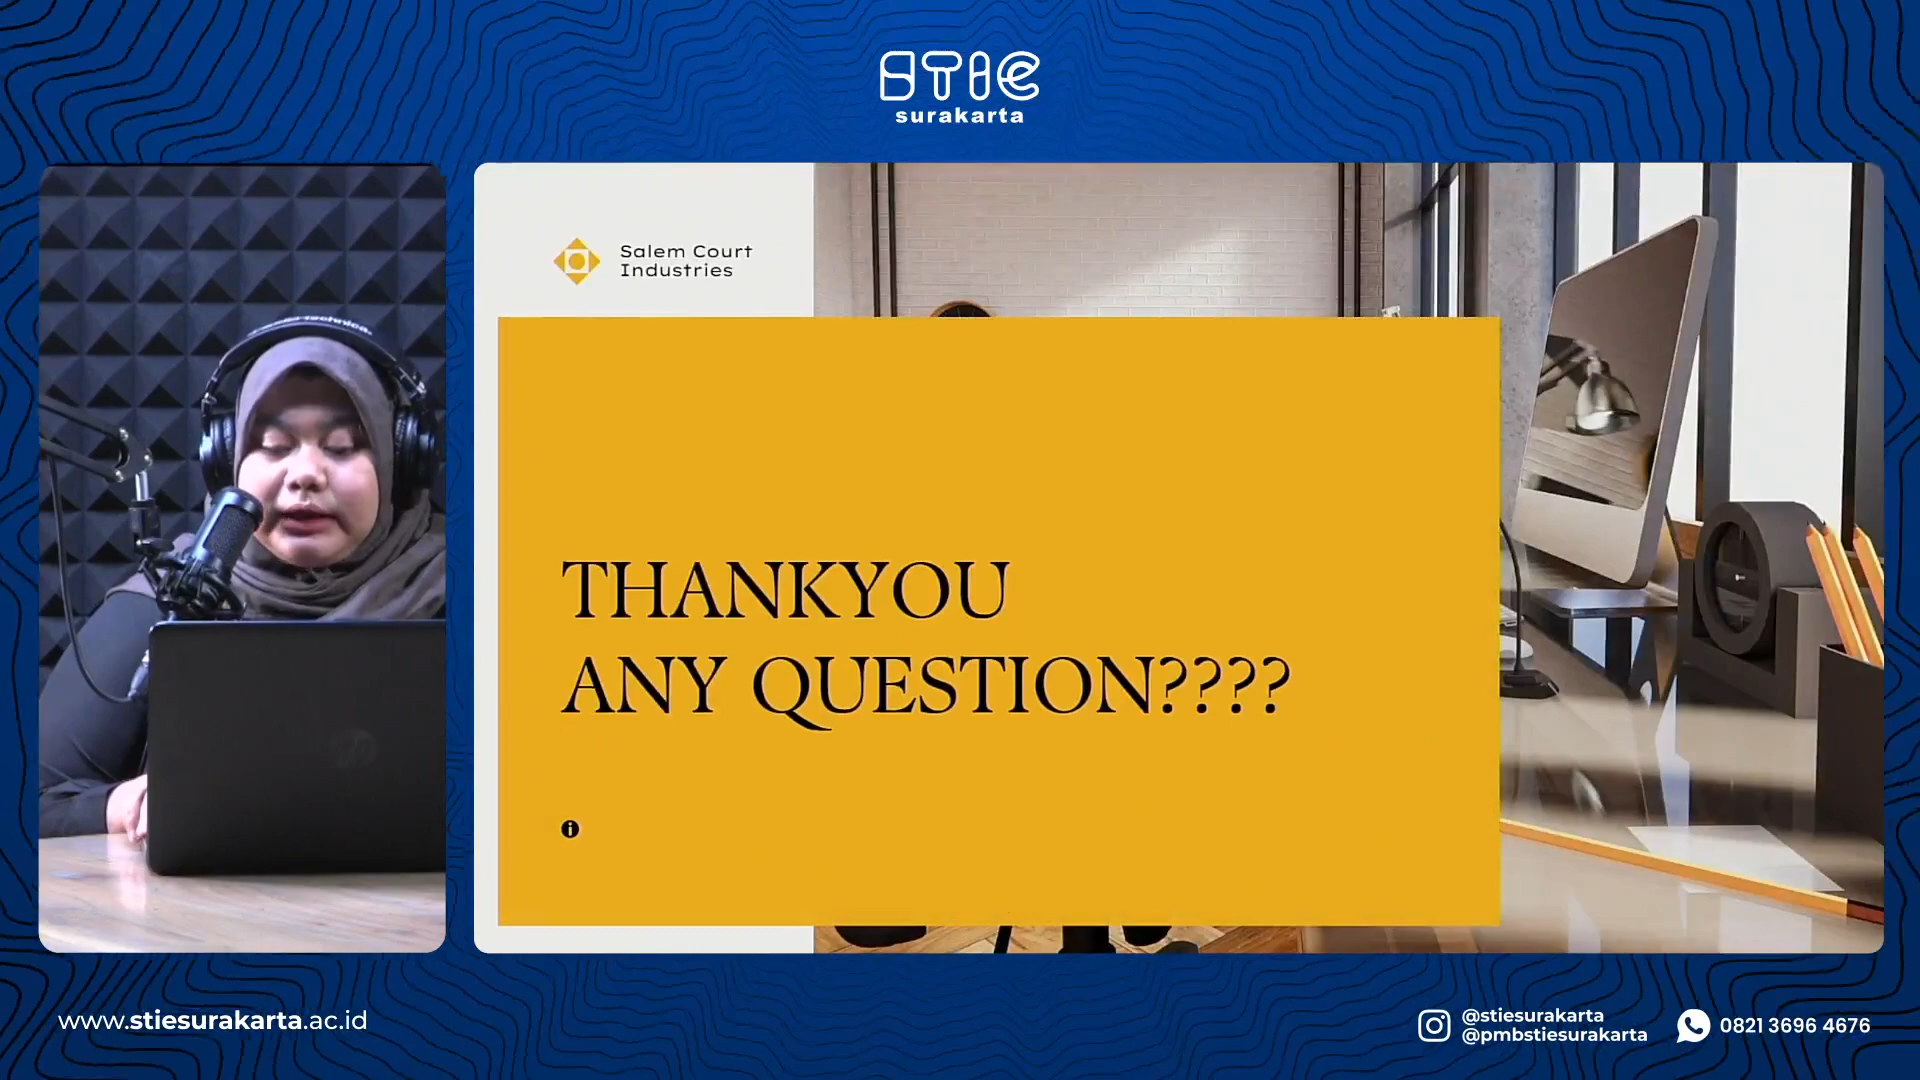 STIE
surakarta
Salem Court
Industries
THANKYOU
ANY QUESTION????
www.stiesurakarta.ac.id
@stiesurakarta
@pmbstiesurakarta
0821 3696 4676